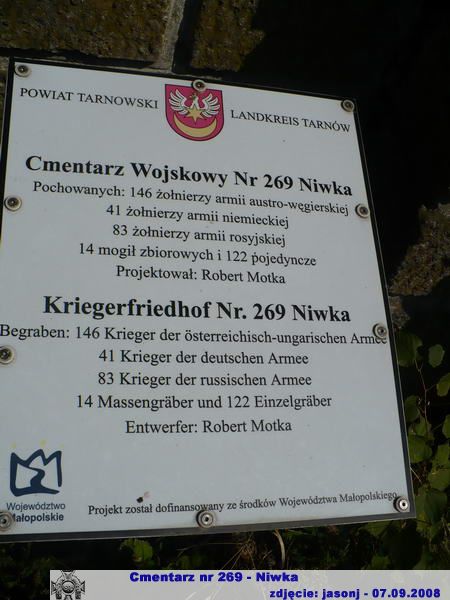 POWIAT TARNOWSKI LANDKREIS TARNÓW
Cmentarz Wojskowy Nr 269 Niwka
Pochowanych: 146 żołnierzy armii austro-węgierskiej
41 żołnierzy armii niemieckiej
83 żołnierzy armii rosyjskiej
14 mogił zbiorowych i 122 pojedyncze
Projektował: Robert Motka
Kriegerfriedhof Nr. 269 Niwka
Begraben: 146 Krieger der österreichisch-ungarischen Armee
41 Krieger der deutschen Armee
83 Krieger der russischen Armee
14 Massengräber und 122 Einzelgräber
Entwerfer: Robert Motka
Województwo
Małopolskie
Projekt został dofinansowany ze środków Województwa Małopolskiego
Cmentarz nr 269 - Niwka
zdjęcie: jasonj - 07.09.2008